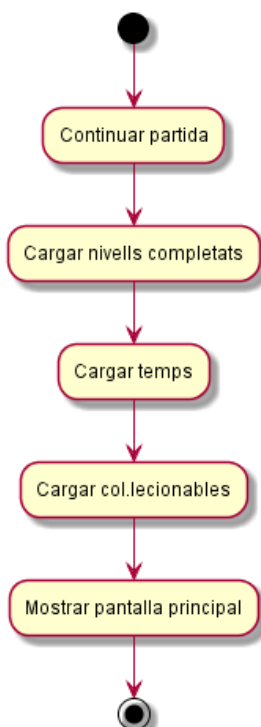 Continuar partida
Cargar nivells completats
Cargar temps
Cargar col.lecionables
Mostrar pantalla principal